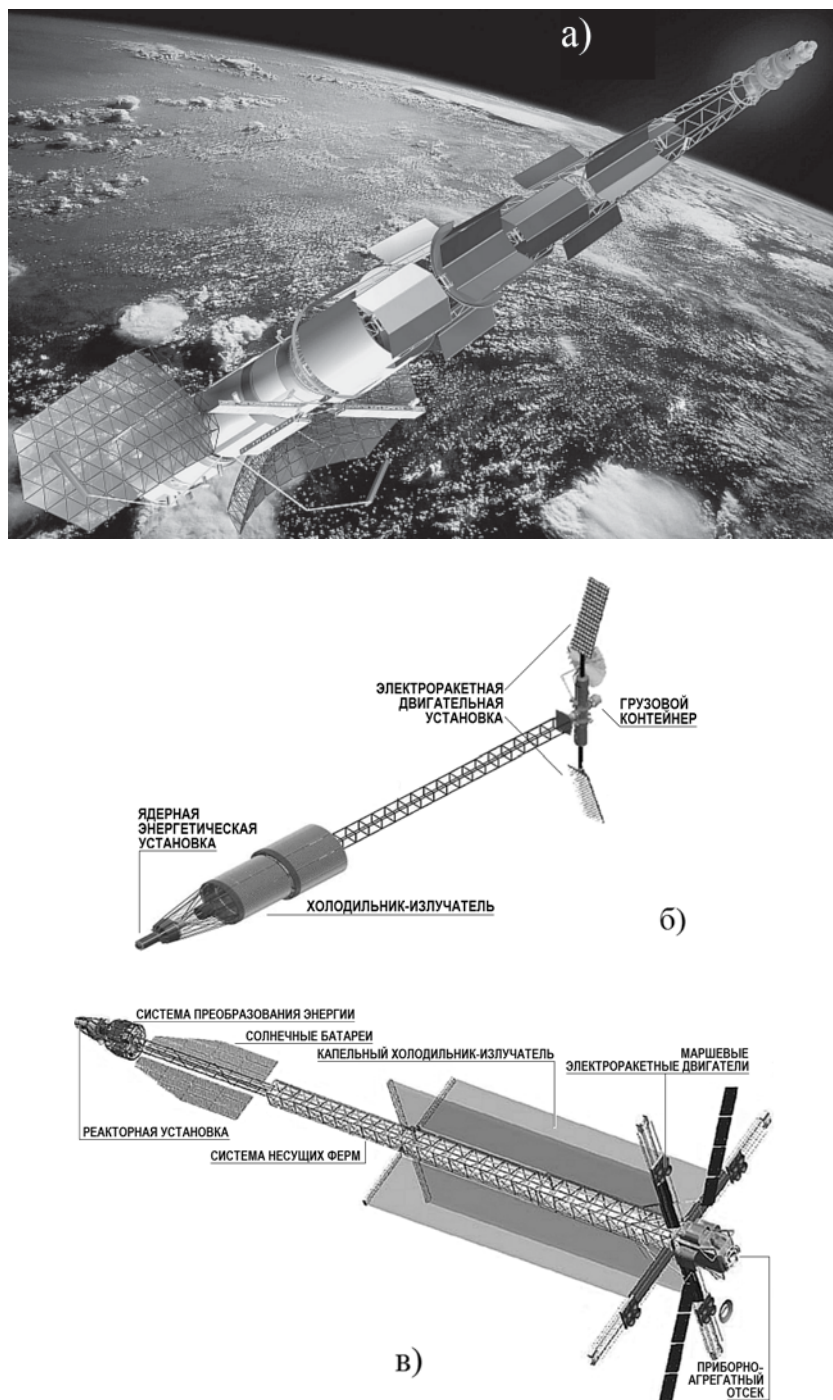 а)
ЭЛЕКТРОРАКЕТНАЯ
ДВИГАТЕЛЬНАЯ
УСТАНОВКА
ГРУЗОВОЙ
КОНТЕЙНЕР
ЯДЕРНАЯ
ЭНЕРГЕТИЧЕСКАЯ
УСТАНОВКА
ХОЛОДИЛЬНИК-ИЗЛУЧАТЕЛЬ
б)
СИСТЕМА ПРЕОБРАЗОВАНИЯ ЭНЕРГИИ
СОЛНЕЧНЫЕ БАТАРЕИ
КАПЕЛЬНЫЙ ХОЛОДИЛЬНИК-ИЗЛУЧАТЕЛЬ
МАРШЕВЫЕ
ЭЛЕКТРОРАКЕТНЫЕ ДВИГАТЕЛИ
РЕАКТОРНАЯ УСТАНОВКА
СИСТЕМА НЕСУЩИХ ФЕРМ
ПРИБОРНО-
АГРЕГАТНЫЙ
ОТСЕК
в)